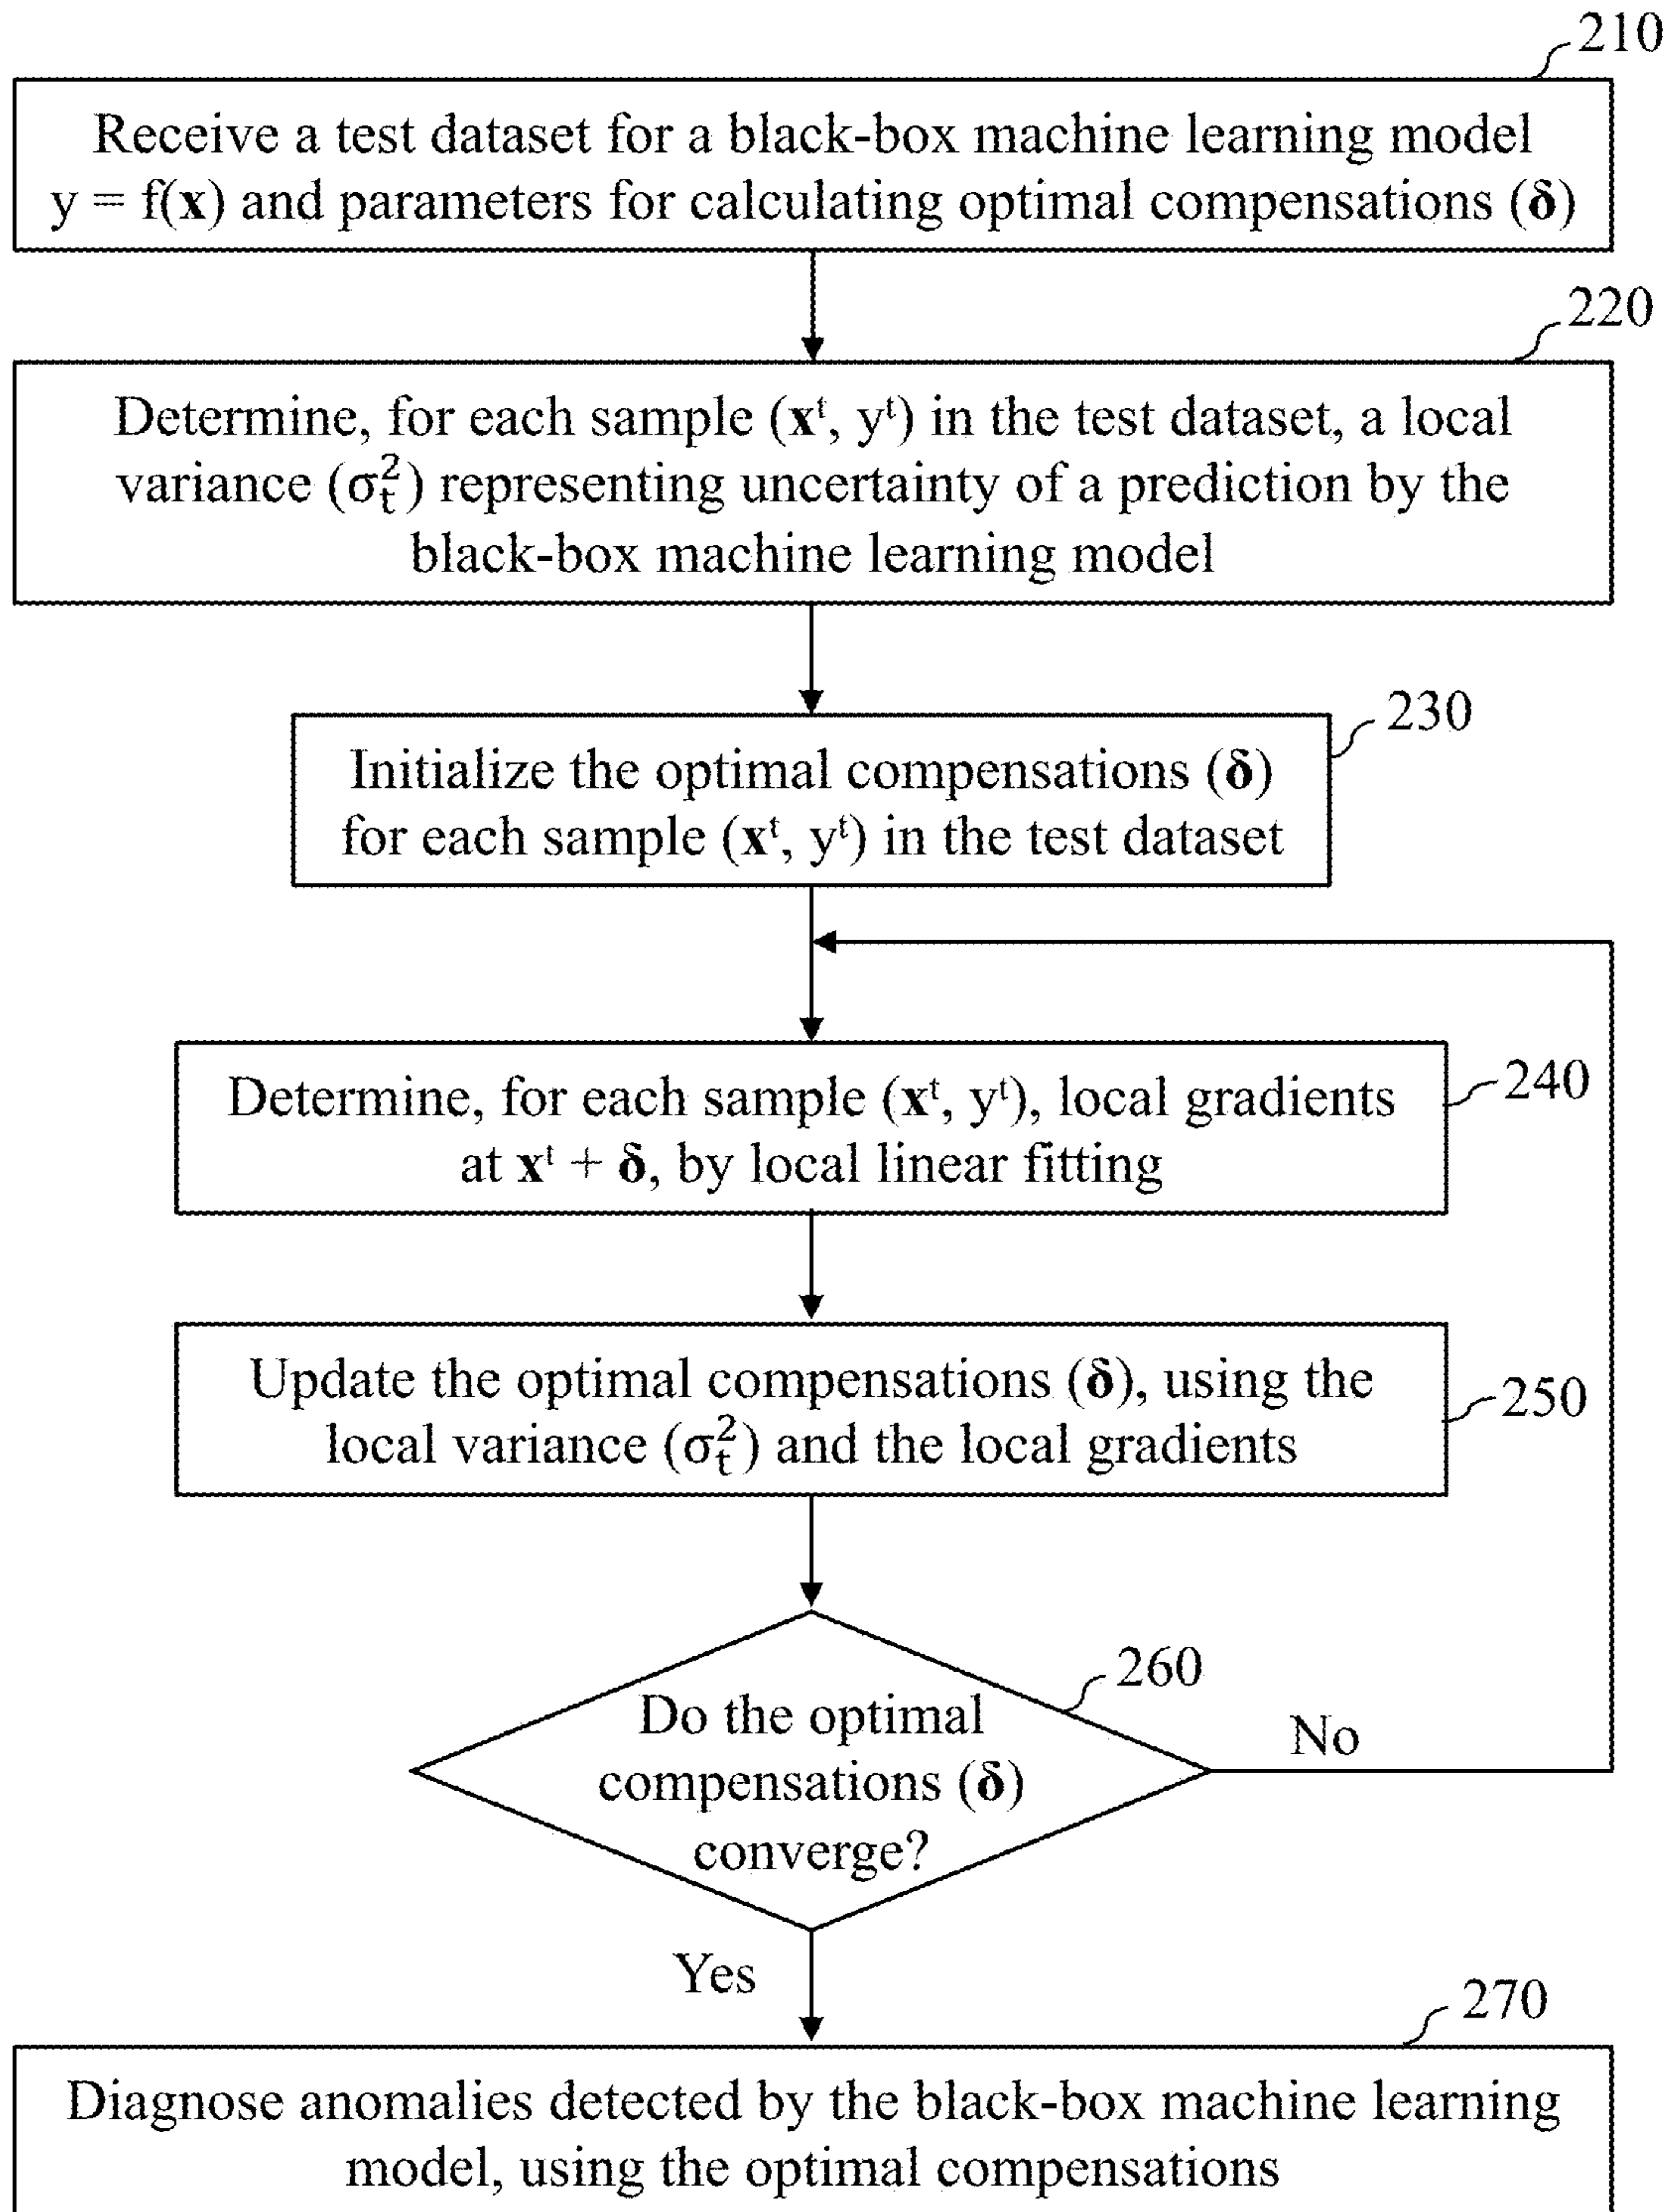 210
Receive a test dataset for a black-box machine learning model
y = f(x) and parameters for calculating optimal compensations (δ)
220
Determine, for each sample (xᵗ, yᵗ) in the test dataset, a local
variance (σₜ²) representing uncertainty of a prediction by the
black-box machine learning model
230
Initialize the optimal compensations (δ)
for each sample (xᵗ, yᵗ) in the test dataset
240
Determine, for each sample (xᵗ, yᵗ), local gradients
at xᵗ + δ, by local linear fitting
250
Update the optimal compensations (δ), using the
local variance (σₜ²) and the local gradients
260
Do the optimal
compensations (δ)
converge?
No
Yes
270
Diagnose anomalies detected by the black-box machine learning
model, using the optimal compensations